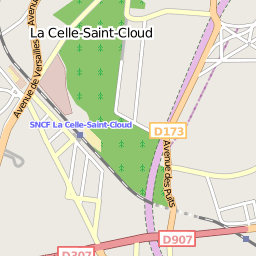 La Celle-Saint-Cloud
Avenue de Versailles
SNCF La Celle-Saint-Cloud
D173
Avenue des Puits
D907
D307